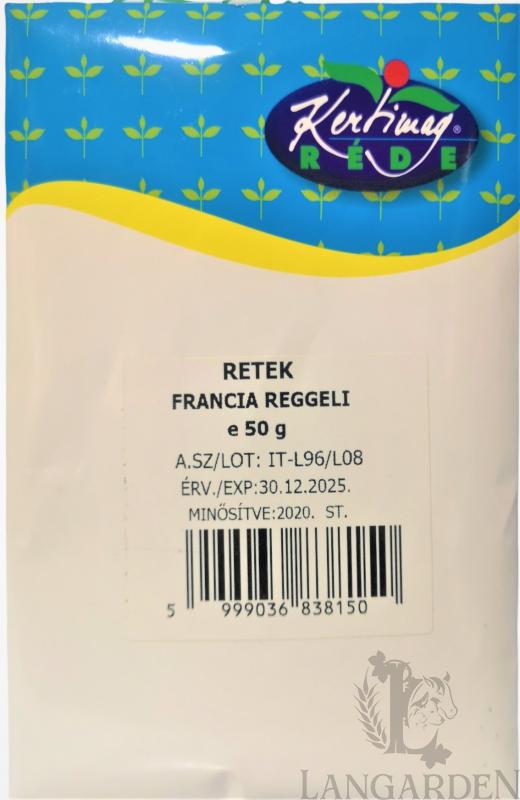 Kertimag®
RÉDE
RETEK
FRANCIA REGGELI
e 50 g
A.SZ/LOT: IT-L96/L08
ÉRV./EXP:30.12.2025.
MINŐSÍTVE:2020. ST.
5 999036 838150
L
LANGARDEN